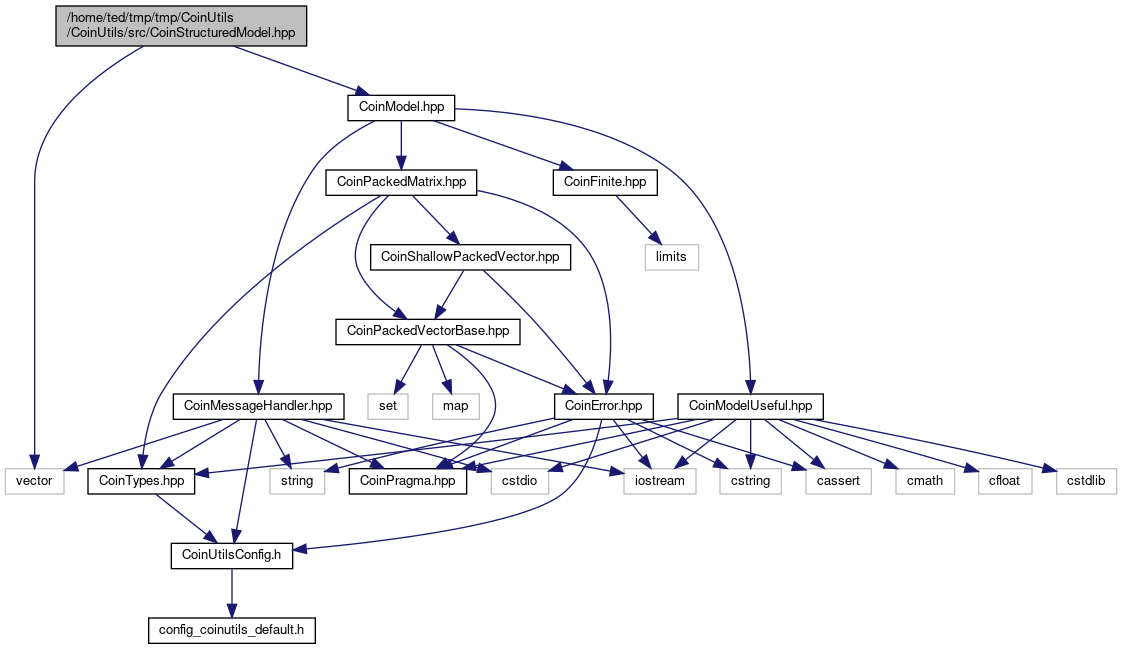 /home/ted/tmp/tmp/CoinUtils
/CoinUtils/src/CoinStructuredModel.hpp
CoinModel.hpp
CoinPackedMatrix.hpp
CoinFinite.hpp
CoinShallowPackedVector.hpp
limits
CoinPackedVectorBase.hpp
CoinMessageHandler.hpp
set
map
CoinError.hpp
CoinModelUseful.hpp
vector
CoinTypes.hpp
string
CoinPragma.hpp
cstdio
iostream
cstring
cassert
cmath
cfloat
cstdlib
CoinUtilsConfig.h
config_coinutils_default.h